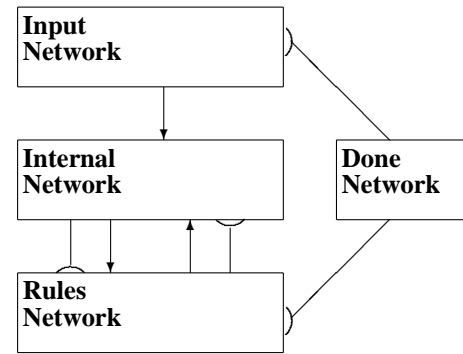 Input
Network
Internal
Network
Done
Network
Rules
Network